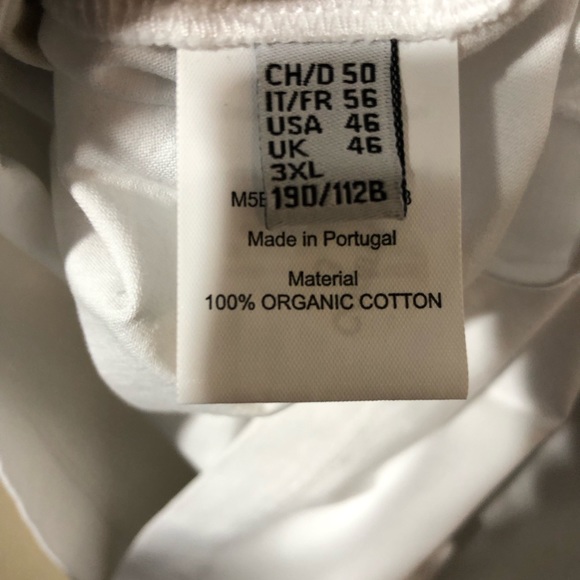 CH/D 50
IT/FR 56
USA 46
UK 46
3XL
190/112B
Made in Portugal
Material
100% ORGANIC COTTON